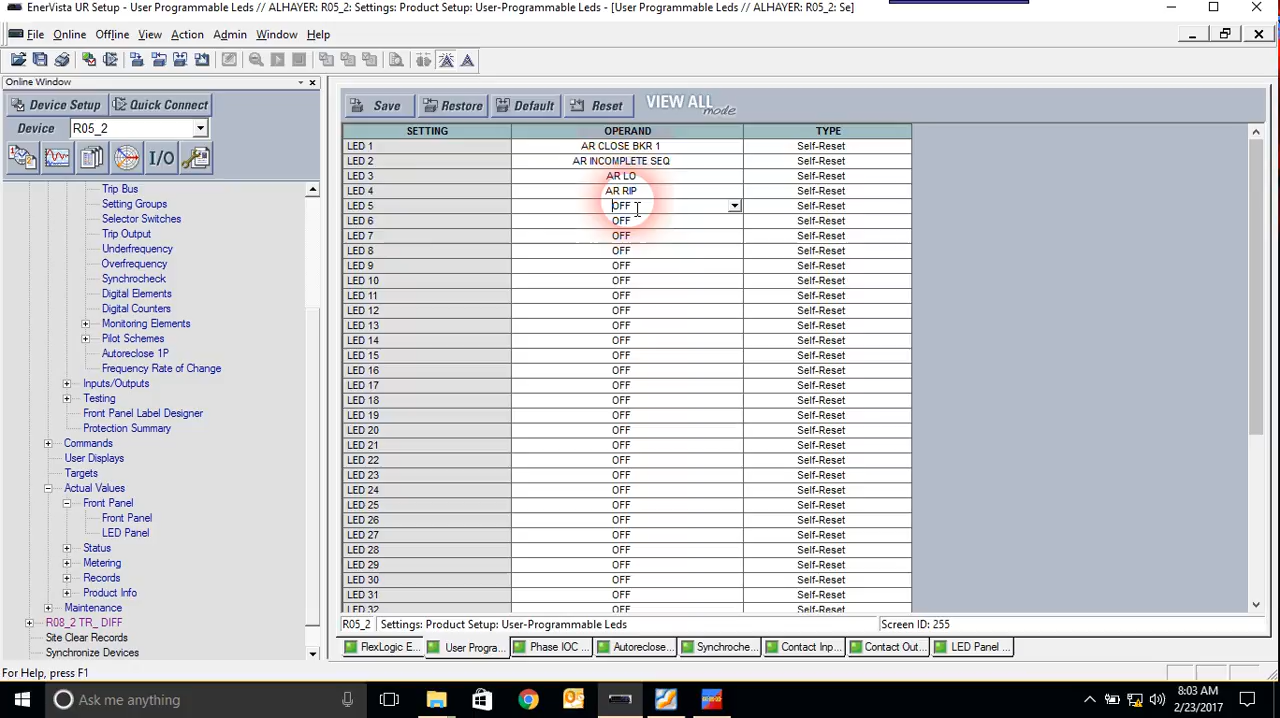 EnerVista UR Setup - User Programmable Leds // ALHAYER: R05_2: Settings: Product Setup: User-Programmable Leds - [User Programmable Leds // ALHAYER: R05_2: Se]
File Online Offline View Action Admin Window Help
Online Window
Device Setup Quick Connect
Device R05_2
I/O
Trip Bus
Setting Groups
Selector Switches
Trip Output
Underfrequency
Overfrequency
Synchrocheck
Digital Elements
Digital Counters
Monitoring Elements
Pilot Schemes
Autoreclose 1P
Frequency Rate of Change
Inputs/Outputs
Testing
Front Panel Label Designer
Protection Summary
Commands
User Displays
Targets
Actual Values
Front Panel
Front Panel
LED Panel
Status
Metering
Records
Product Info
Maintenance
R08_2 TR_ DIFF
Site Clear Records
Synchronize Devices
Save Restore Default Reset VIEW ALL mode
SETTING OPERAND TYPE
LED 1 AR CLOSE BKR 1 Self-Reset
LED 2 AR INCOMPLETE SEQ Self-Reset
LED 3 AR LO Self-Reset
LED 4 AR RIP Self-Reset
LED 5 OFF Self-Reset
LED 6 OFF Self-Reset
LED 7 OFF Self-Reset
LED 8 OFF Self-Reset
LED 9 OFF Self-Reset
LED 10 OFF Self-Reset
LED 11 OFF Self-Reset
LED 12 OFF Self-Reset
LED 13 OFF Self-Reset
LED 14 OFF Self-Reset
LED 15 OFF Self-Reset
LED 16 OFF Self-Reset
LED 17 OFF Self-Reset
LED 18 OFF Self-Reset
LED 19 OFF Self-Reset
LED 20 OFF Self-Reset
LED 21 OFF Self-Reset
LED 22 OFF Self-Reset
LED 23 OFF Self-Reset
LED 24 OFF Self-Reset
LED 25 OFF Self-Reset
LED 26 OFF Self-Reset
LED 27 OFF Self-Reset
LED 28 OFF Self-Reset
LED 29 OFF Self-Reset
LED 30 OFF Self-Reset
LED 31 OFF Self-Reset
LED 32 OFF Self-Reset
R05_2 Settings: Product Setup: User-Programmable Leds Screen ID: 255
FlexLogic E... User Progra... Phase IOC ... Autoreclose... Synchroche... Contact Inp... Contact Out... LED Panel ...
For Help, press F1
Ask me anything
8:03 AM
2/23/2017